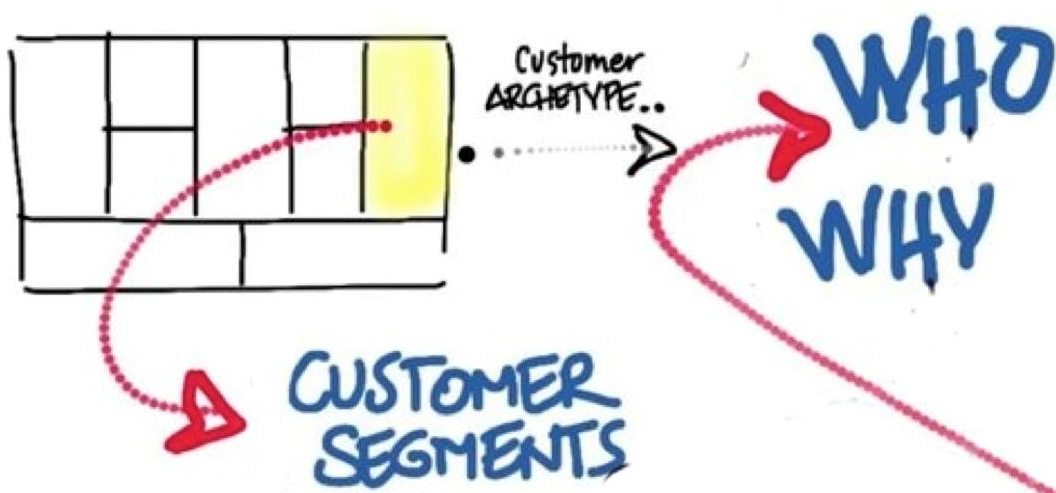 Customer
ARCHETYPE..
WHO
WHY
CUSTOMER
SEGMENTS